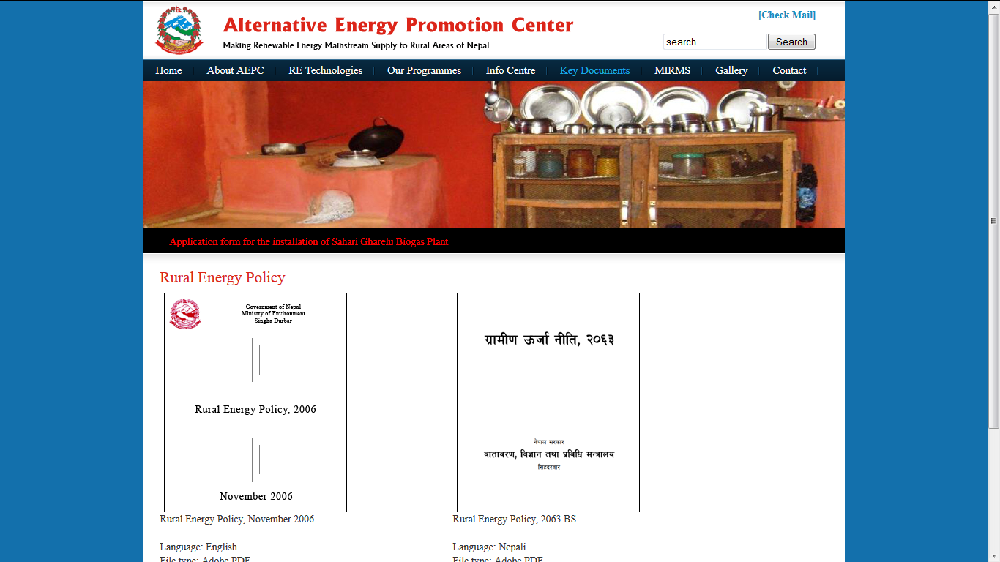 Alternative Energy Promotion Center
Making Renewable Energy Mainstream Supply to Rural Areas of Nepal
[Check Mail]
search...
Search
Home
About AEPC
RE Technologies
Our Programmes
Info Centre
Key Documents
MIRMS
Gallery
Contact
Application form for the installation of Sahari Gharelu Biogas Plant
Rural Energy Policy
Government of Nepal
Ministry of Environment
Singha Durbar
Rural Energy Policy, 2006
November 2006
Rural Energy Policy, November 2006
Language: English
File type: Adobe PDF
ग्रामीण ऊर्जा नीति, २०६३
नेपाल सरकार
वातावरण, विज्ञान तथा प्रविधि मन्त्रालय
सिंहदरवार
Rural Energy Policy, 2063 BS
Language: Nepali
File type: Adobe PDF